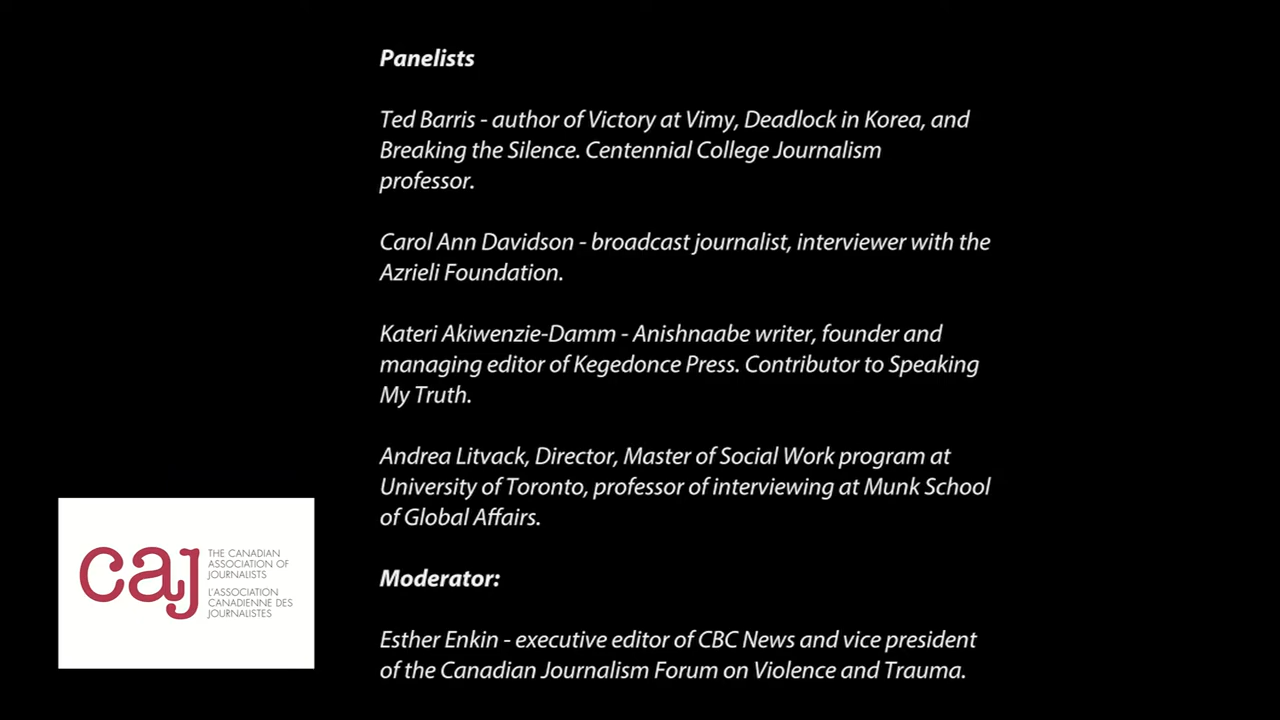 Panelists
Ted Barris - author of Victory at Vimy, Deadlock in Korea, and
Breaking the Silence. Centennial College Journalism
professor.
Carol Ann Davidson - broadcast journalist, interviewer with the
Azrieli Foundation.
Kateri Akiwenzie-Damm - Anishnaabe writer, founder and
managing editor of Kegedonce Press. Contributor to Speaking
My Truth.
Andrea Litvack, Director, Master of Social Work program at
University of Toronto, professor of interviewing at Munk School
of Global Affairs.
Moderator:
Esther Enkin - executive editor of CBC News and vice president
of the Canadian Journalism Forum on Violence and Trauma.
caj
THE CANADIAN
ASSOCIATION OF
JOURNALISTS
L'ASSOCIATION
CANADIENNE DES
JOURNALISTES